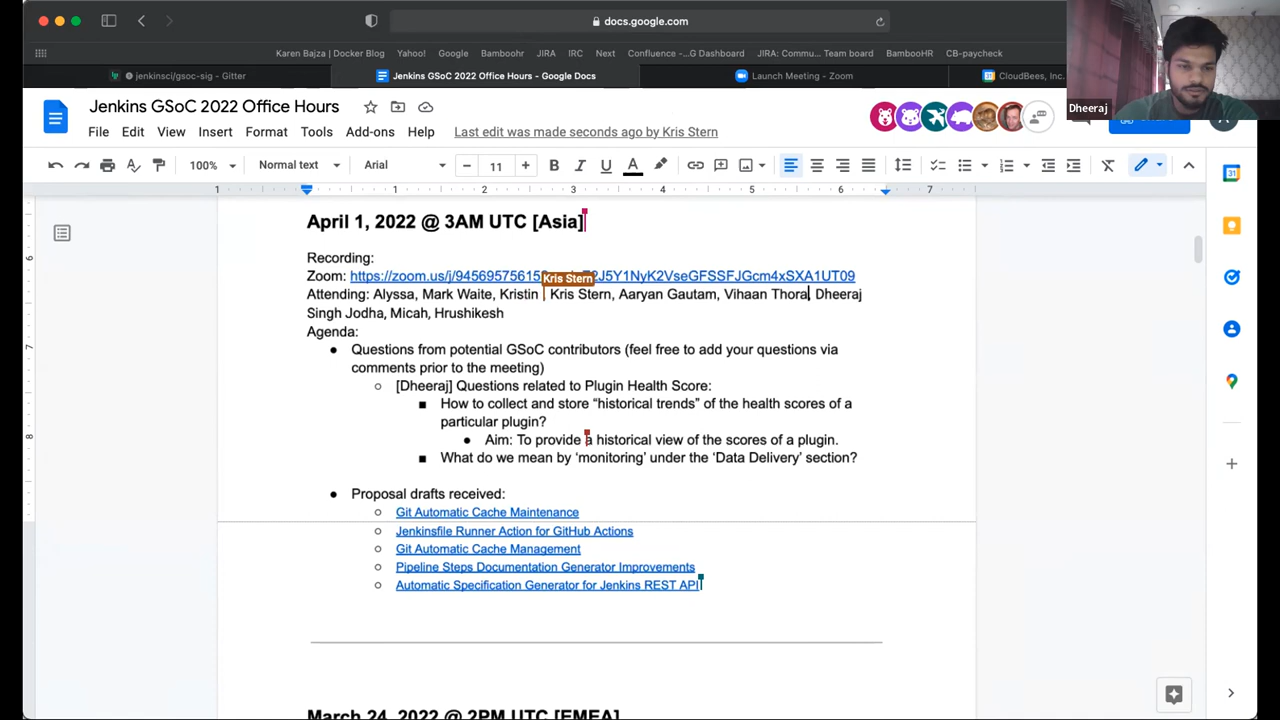 docs.google.com
Karen Bajza | Docker Blog Yahoo! Google Bamboohr JIRA IRC Next Confluence -...G Dashboard JIRA: Commu... Team board BambooHR CB-paycheck
jenkinsci/gsoc-sig - Gitter Jenkins GSoC 2022 Office Hours - Google Docs Launch Meeting - Zoom CloudBees, Inc.
Dheeraj
Jenkins GSoC 2022 Office Hours
File Edit View Insert Format Tools Add-ons Help Last edit was made seconds ago by Kris Stern
100% Normal text Arial 11
1 1 2 3 4 5 6 7
April 1, 2022 @ 3AM UTC [Asia]
Recording:
Zoom: https://zoom.us/j/9456957561 2J5Y1NyK2VseGFSSFJGcm4xSXA1UT09
Kris Stern
Attending: Alyssa, Mark Waite, Kristin Kris Stern, Aaryan Gautam, Vihaan Thora, Dheeraj
Singh Jodha, Micah, Hrushikesh
Agenda:
● Questions from potential GSoC contributors (feel free to add your questions via
comments prior to the meeting)
○ [Dheeraj] Questions related to Plugin Health Score:
■ How to collect and store “historical trends” of the health scores of a
particular plugin?
● Aim: To provide a historical view of the scores of a plugin.
■ What do we mean by ‘monitoring’ under the ‘Data Delivery’ section?
● Proposal drafts received:
○ Git Automatic Cache Maintenance
○ Jenkinsfile Runner Action for GitHub Actions
○ Git Automatic Cache Management
○ Pipeline Steps Documentation Generator Improvements
○ Automatic Specification Generator for Jenkins REST API
March 24, 2022 @ 2PM UTC [EMEA]